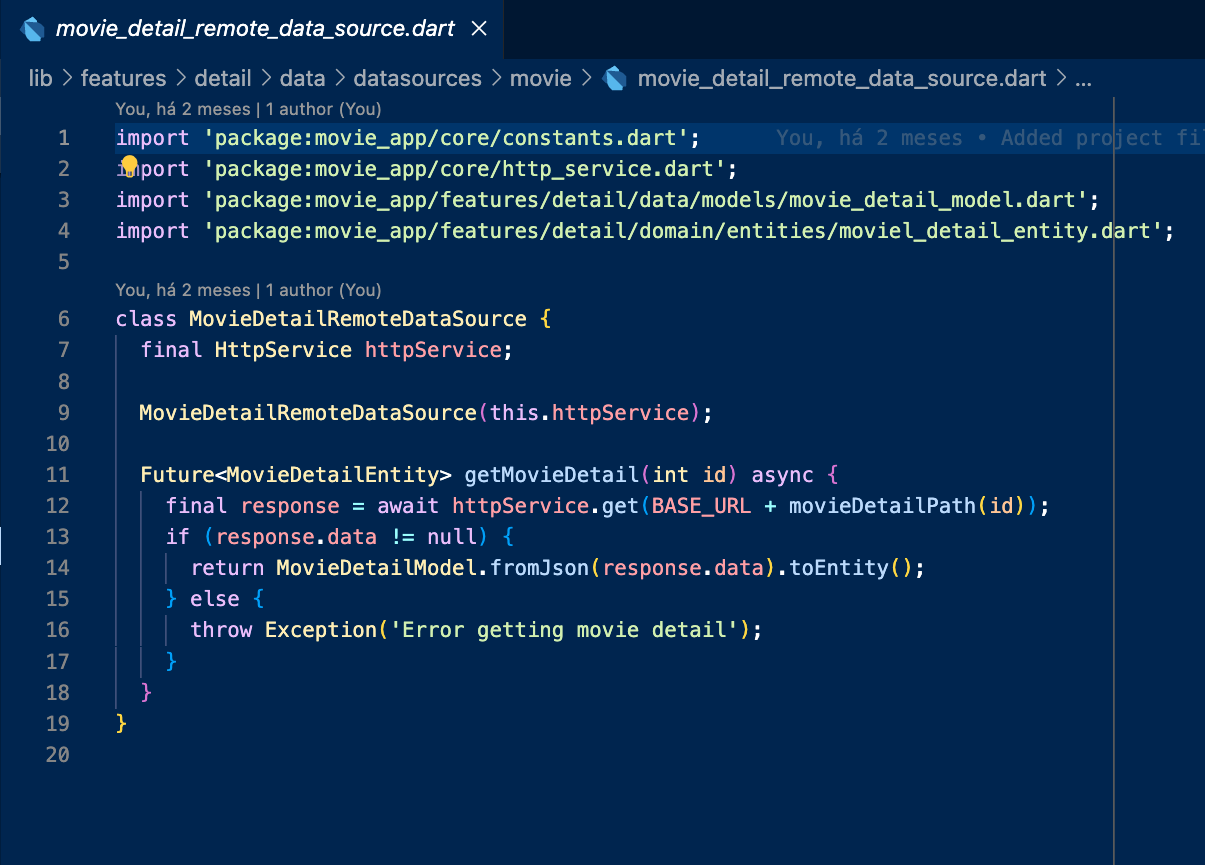 movie_detail_remote_data_source.dart ×
lib > features > detail > data > datasources > movie > movie_detail_remote_data_source.dart > ...
You, há 2 meses | 1 author (You)
1 import 'package:movie_app/core/constants.dart'; You, há 2 meses • Added project
2 import 'package:movie_app/core/http_service.dart';
3 import 'package:movie_app/features/detail/data/models/movie_detail_model.dart';
4 import 'package:movie_app/features/detail/domain/entities/moviel_detail_entity.dart';
5
You, há 2 meses | 1 author (You)
6 class MovieDetailRemoteDataSource {
7   final HttpService httpService;
8
9   MovieDetailRemoteDataSource(this.httpService);
10
11   Future<MovieDetailEntity> getMovieDetail(int id) async {
12     final response = await httpService.get(BASE_URL + movieDetailPath(id));
13     if (response.data != null) {
14       return MovieDetailModel.fromJson(response.data).toEntity();
15     } else {
16       throw Exception('Error getting movie detail');
17     }
18   }
19 }
20